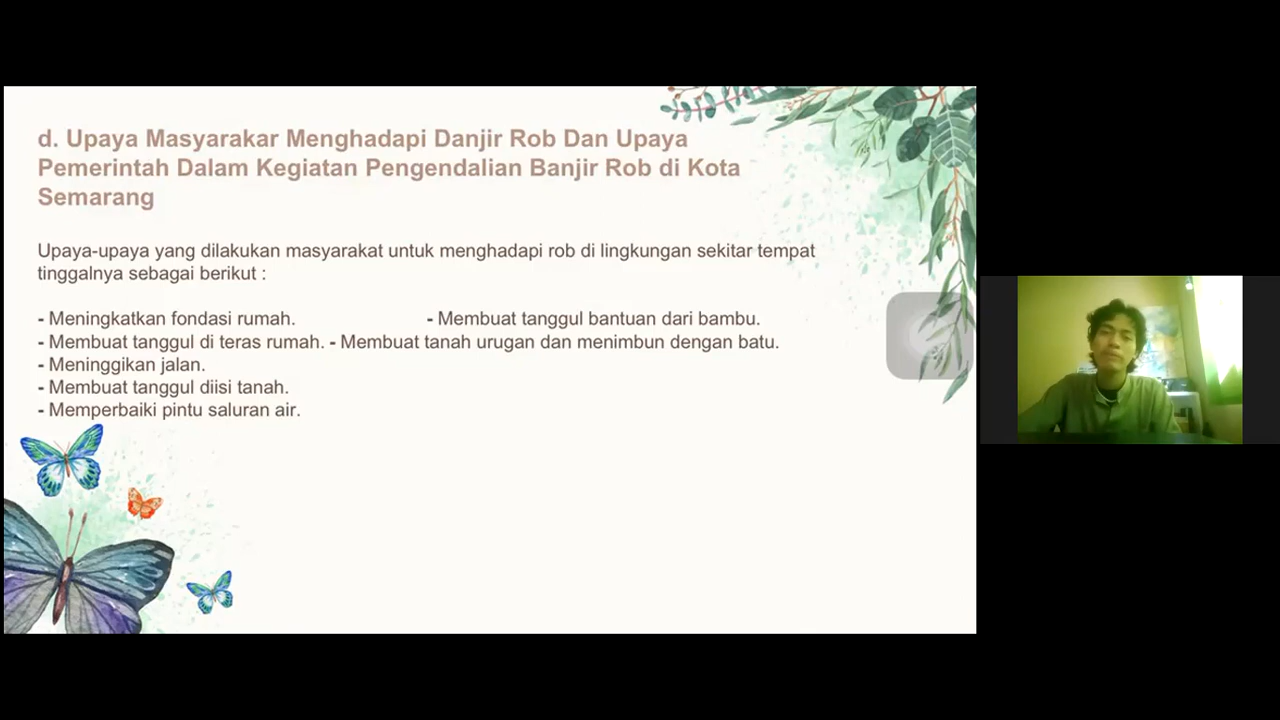 d. Upaya Masyarakar Menghadapi Danjir Rob Dan Upaya
Pemerintah Dalam Kegiatan Pengendalian Banjir Rob di Kota
Semarang
Upaya-upaya yang dilakukan masyarakat untuk menghadapi rob di lingkungan sekitar tempat
tinggalnya sebagai berikut :
- Meningkatkan fondasi rumah. - Membuat tanggul bantuan dari bambu.
- Membuat tanggul di teras rumah. - Membuat tanah urugan dan menimbun dengan batu.
- Meninggikan jalan.
- Membuat tanggul diisi tanah.
- Memperbaiki pintu saluran air.